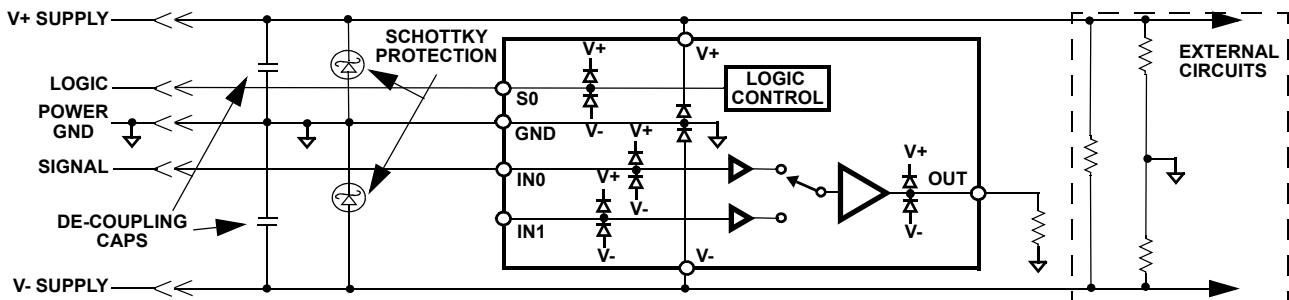 V+ SUPPLY
LOGIC
POWER
GND
SIGNAL
DE-COUPLING
CAPS
V- SUPPLY
SCHOTTKY
PROTECTION
V+
V+
S0
V-
LOGIC
CONTROL
GND
V+
IN0
V-
V+
IN1
V-
V+
OUT
V-
V-
EXTERNAL
CIRCUITS